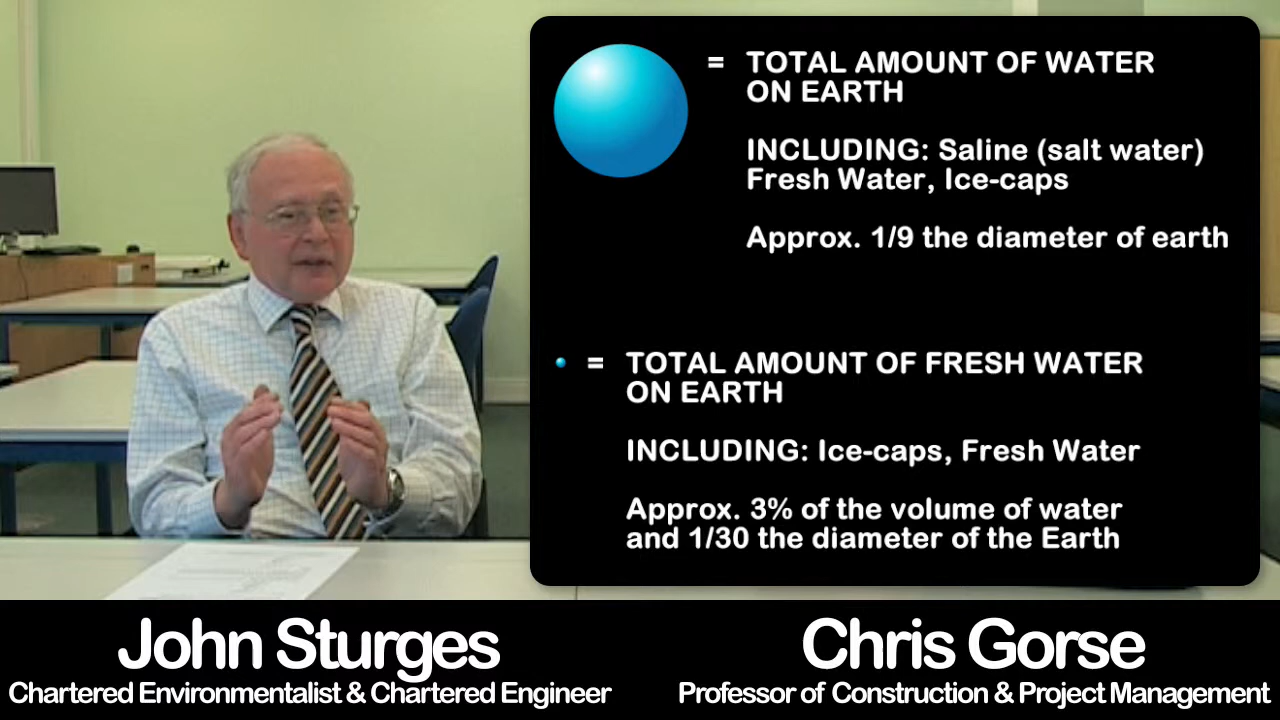 = TOTAL AMOUNT OF WATER
ON EARTH
INCLUDING: Saline (salt water)
Fresh Water, Ice-caps
Approx. 1/9 the diameter of earth
= TOTAL AMOUNT OF FRESH WATER
ON EARTH
INCLUDING: Ice-caps, Fresh Water
Approx. 3% of the volume of water
and 1/30 the diameter of the Earth
John Sturges
Chartered Environmentalist & Chartered Engineer
Chris Gorse
Professor of Construction & Project Management